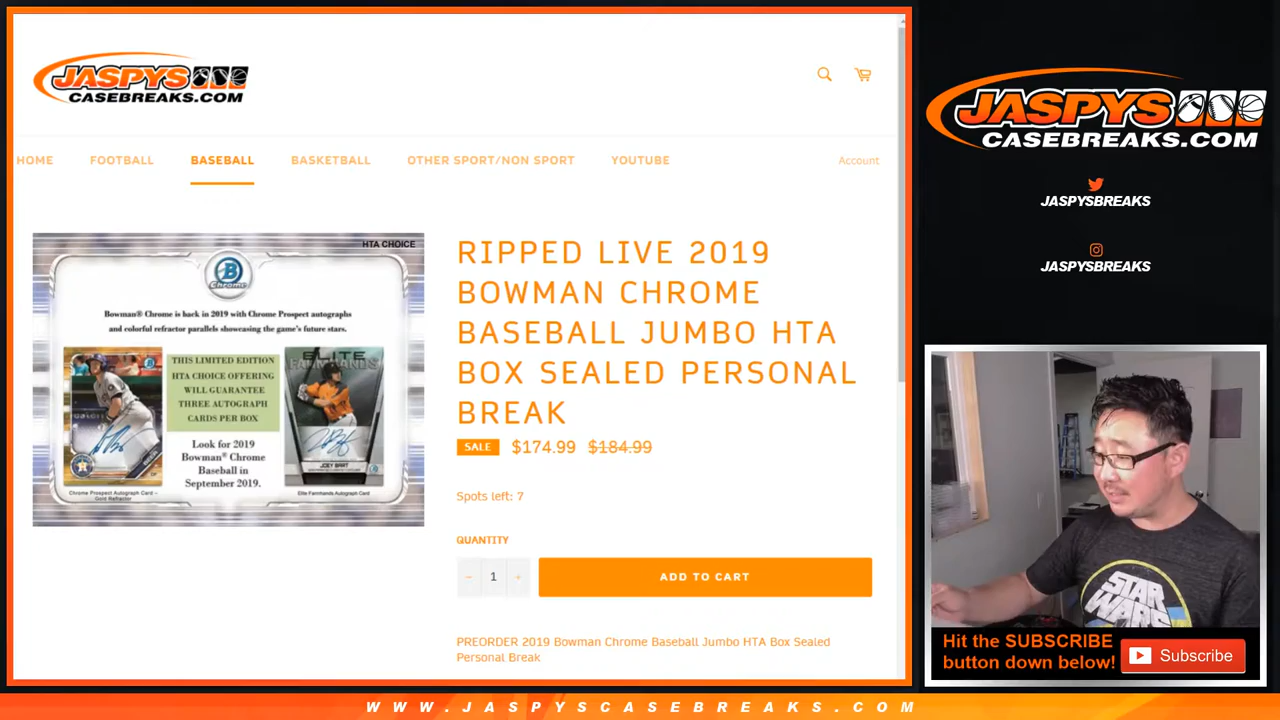 JASPYS
CASEBREAKS.COM
HOME FOOTBALL BASEBALL BASKETBALL OTHER SPORT/NON SPORT YOUTUBE Account
HTA CHOICE
B
Chrome
Bowman® Chrome is back in 2019 with Chrome Prospect autographs
and colorful refractor parallels showcasing the game's future stars.
THIS LIMITED EDITION
HTA CHOICE OFFERING
WILL GUARANTEE
THREE AUTOGRAPH
CARDS PER BOX
Look for 2019
Bowman® Chrome
Baseball in
September 2019.
ELITE
FARMHANDS
JOEY BART
Chrome Prospect Autograph Card –
Gold Refractor
Elite Farmhands Autograph Card
RIPPED LIVE 2019
BOWMAN CHROME
BASEBALL JUMBO HTA
BOX SEALED PERSONAL
BREAK
SALE $174.99 $184.99
Spots left: 7
QUANTITY
− 1 + ADD TO CART
PREORDER 2019 Bowman Chrome Baseball Jumbo HTA Box Sealed
Personal Break
JASPYS
CASEBREAKS.COM
JASPYSBREAKS
JASPYSBREAKS
STAR
WARS
Hit the SUBSCRIBE
button down below!
Subscribe
WWW.JASPYSCASEBREAKS.COM